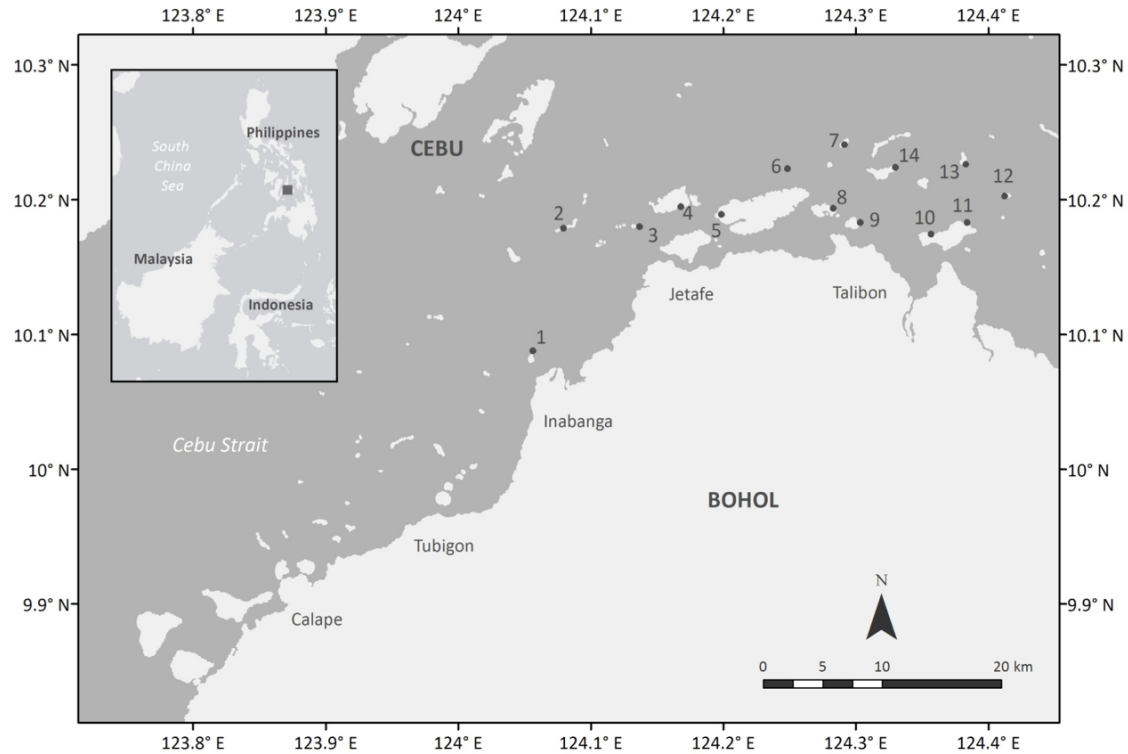 123.8° E 123.9° E 124° E 124.1° E 124.2° E 124.3° E 124.4° E
10.3° N 10.3° N
Philippines
South
China
Sea
CEBU
7
14
6
13
12
10.2° N 10.2° N
8
2
4
11
5
9
10
3
Malaysia
Jetafe
Talibon
Indonesia
10.1° N 10.1° N
1
Inabanga
Cebu Strait
10° N 10° N
BOHOL
Tubigon
N
9.9° N 9.9° N
Calape
0 5 10 20 km
123.8° E 123.9° E 124° E 124.1° E 124.2° E 124.3° E 124.4° E